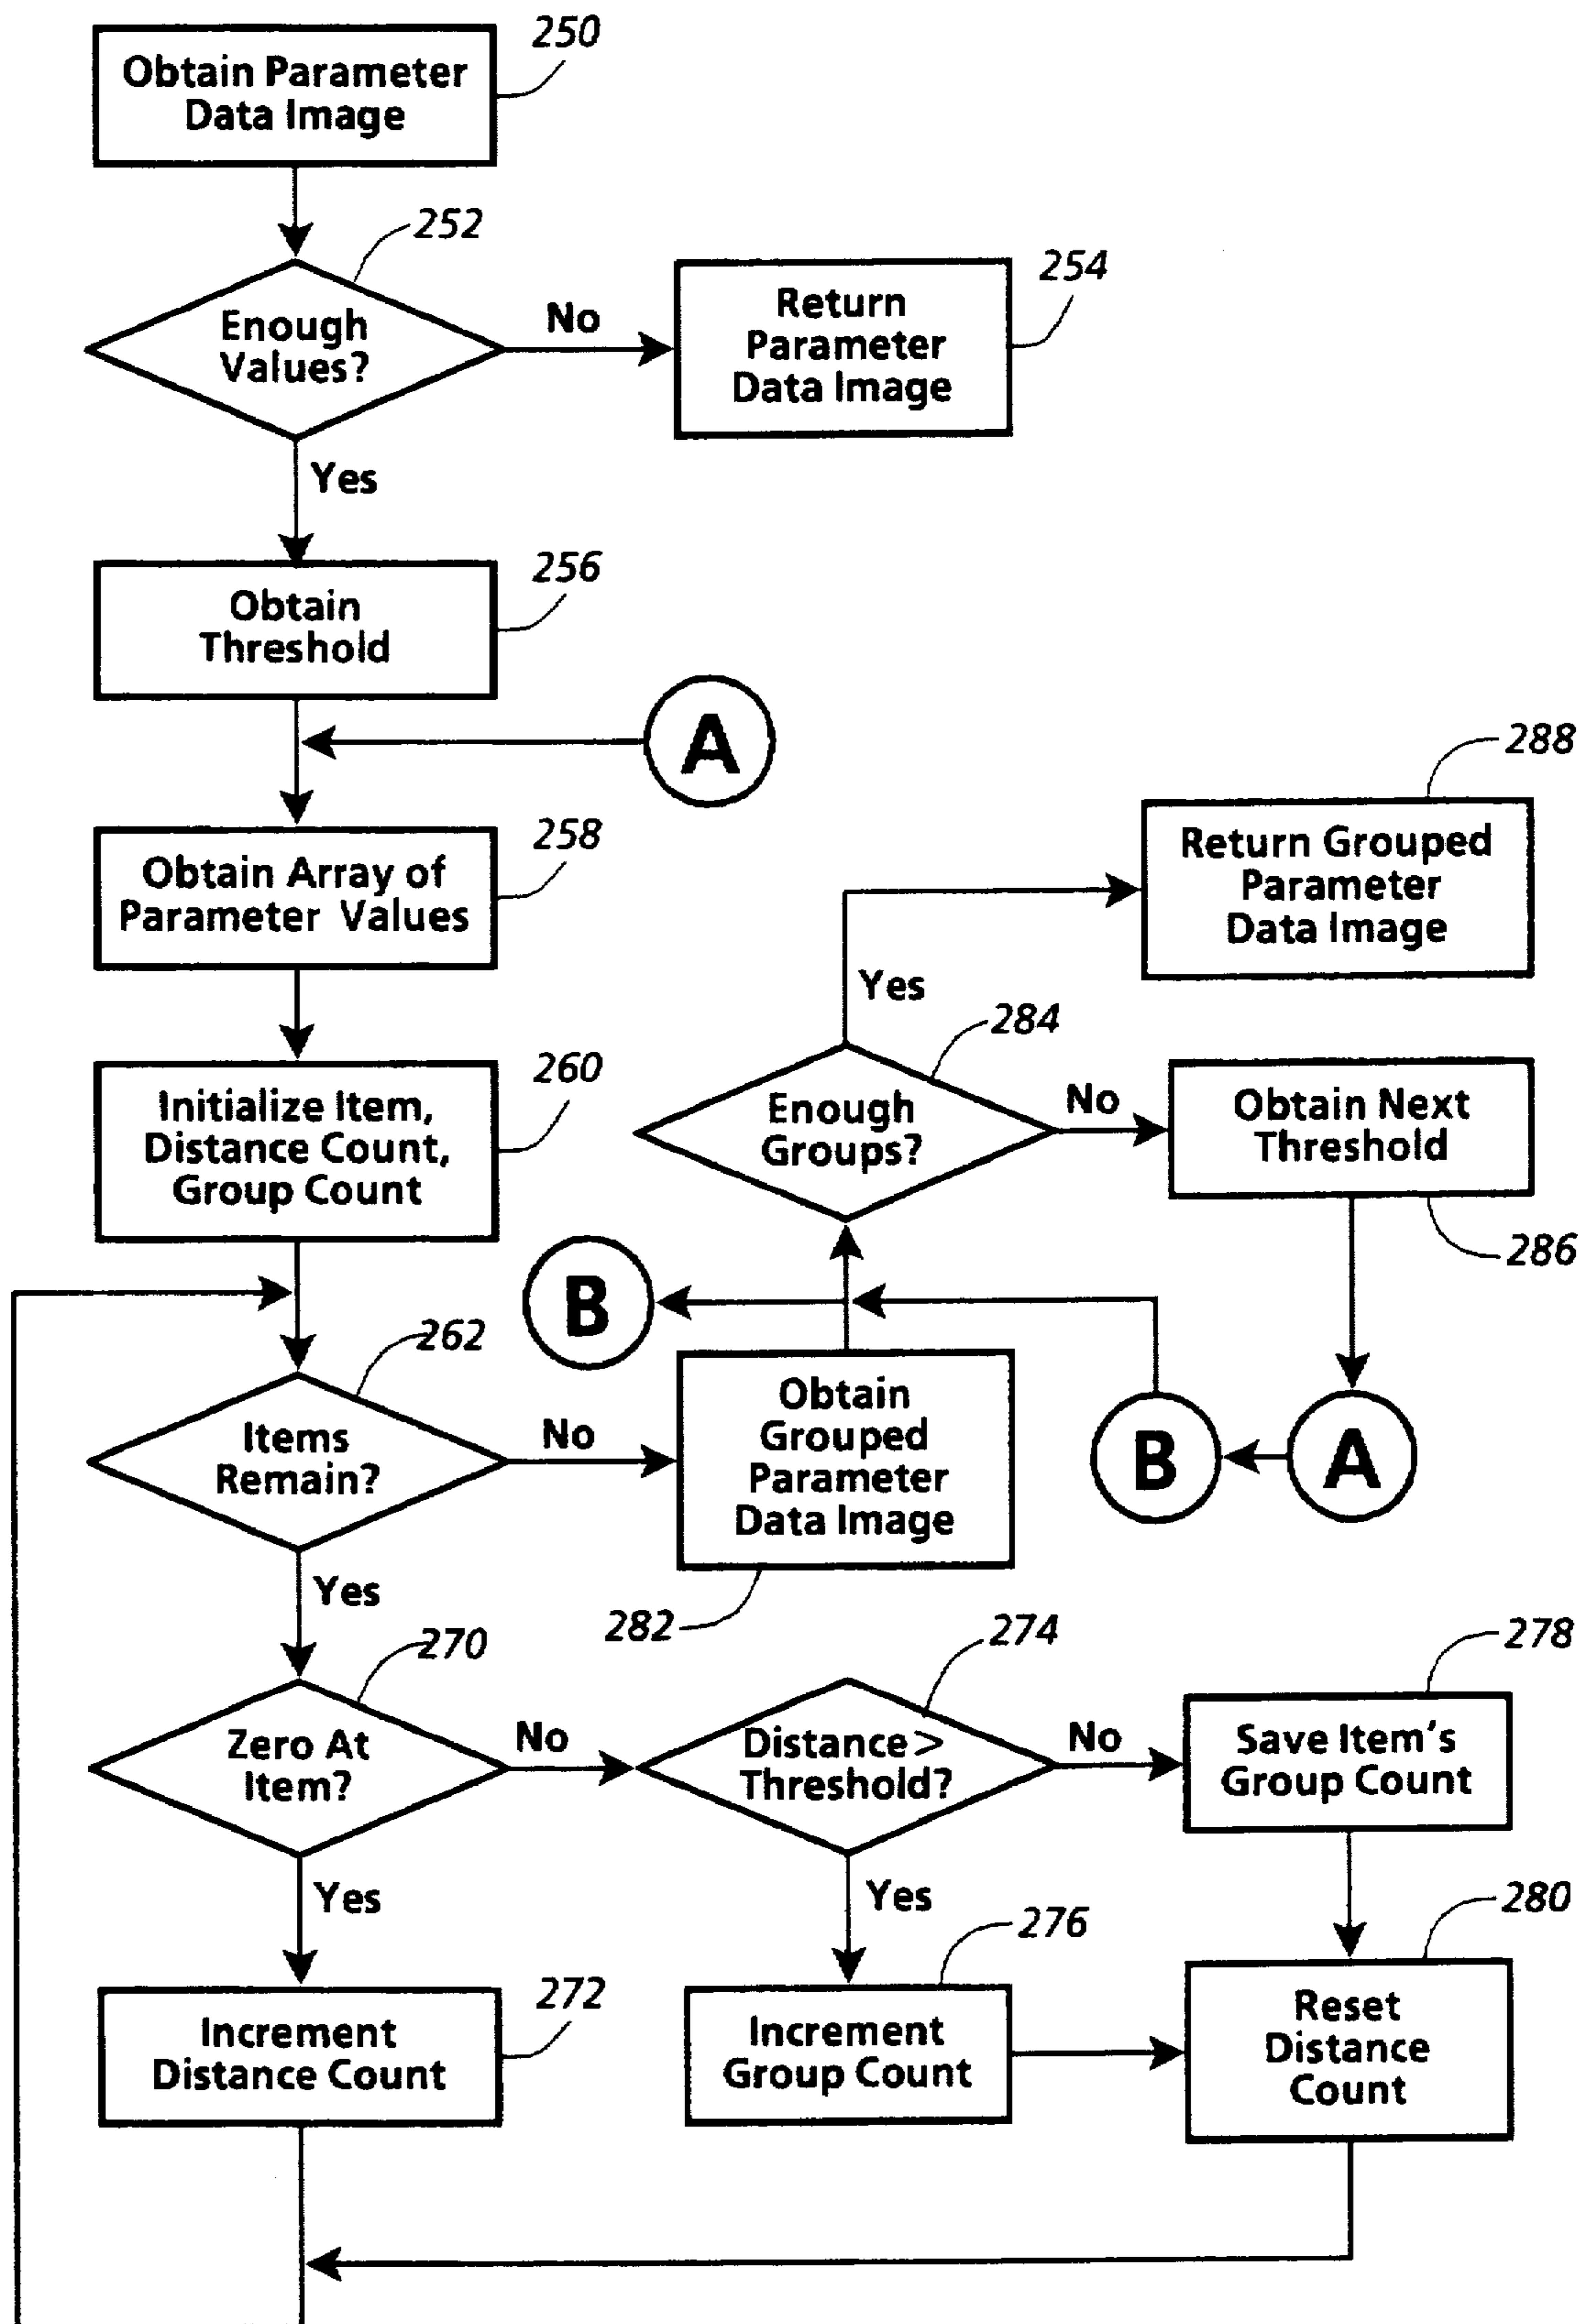 250
Obtain Parameter
Data Image
252
Enough
Values?
No
254
Return
Parameter
Data Image
Yes
256
Obtain
Threshold
A
258
Obtain Array of
Parameter Values
288
Return Grouped
Parameter
Data Image
Yes
284
Enough
Groups?
No
Obtain Next
Threshold
286
260
Initialize Item,
Distance Count,
Group Count
B
262
Items
Remain?
No
Obtain
Grouped
Parameter
Data Image
282
B
A
Yes
270
Zero At
Item?
No
274
Distance >
Threshold?
No
278
Save Item's
Group Count
Yes
272
Increment
Distance Count
Yes
276
Increment
Group Count
280
Reset
Distance
Count